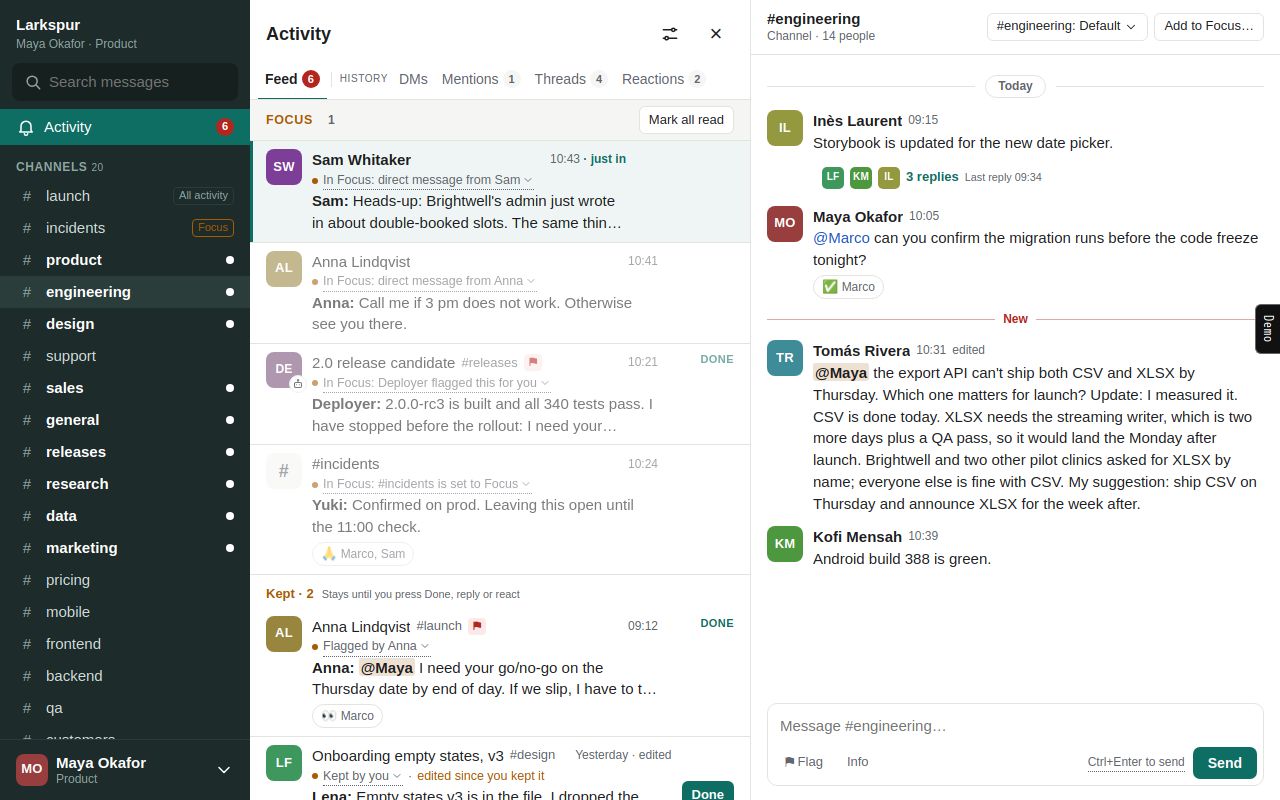 Larkspur
Maya Okafor · Product
Search messages
Activity 6
CHANNELS 20
# launch All activity
# incidents Focus
# product
# engineering
# design
# support
# sales
# general
# releases
# research
# data
# marketing
# pricing
# mobile
# frontend
# backend
# qa
# customers
MO Maya Okafor
Product
Activity
Feed 6 HISTORY DMs Mentions 1 Threads 4 Reactions 2
FOCUS 1 Mark all read
SW Sam Whitaker 10:43 · just in
In Focus: direct message from Sam
Sam: Heads-up: Brightwell's admin just wrote
in about double-booked slots. The same thin…
AL Anna Lindqvist 10:41
In Focus: direct message from Anna
Anna: Call me if 3 pm does not work. Otherwise
see you there.
DE 2.0 release candidate #releases 10:21 DONE
In Focus: Deployer flagged this for you
Deployer: 2.0.0-rc3 is built and all 340 tests pass. I
have stopped before the rollout: I need your…
# #incidents 10:24
In Focus: #incidents is set to Focus
Yuki: Confirmed on prod. Leaving this open until
the 11:00 check.
🙏 Marco, Sam
Kept · 2 Stays until you press Done, reply or react
AL Anna Lindqvist #launch 09:12 DONE
Flagged by Anna
Anna: @Maya I need your go/no-go on the
Thursday date by end of day. If we slip, I have to t…
👀 Marco
LF Onboarding empty states, v3 #design Yesterday · edited
Kept by you · edited since you kept it
Lena: Empty states v3 is in the file. I dropped the
Done
#engineering
Channel · 14 people
#engineering: Default
Add to Focus…
Today
IL Inès Laurent 09:15
Storybook is updated for the new date picker.
LF KM IL 3 replies Last reply 09:34
MO Maya Okafor 10:05
@Marco can you confirm the migration runs before the code freeze
tonight?
✅ Marco
New
TR Tomás Rivera 10:31 edited
@Maya the export API can't ship both CSV and XLSX by
Thursday. Which one matters for launch? Update: I measured it.
CSV is done today. XLSX needs the streaming writer, which is two
more days plus a QA pass, so it would land the Monday after
launch. Brightwell and two other pilot clinics asked for XLSX by
name; everyone else is fine with CSV. My suggestion: ship CSV on
Thursday and announce XLSX for the week after.
KM Kofi Mensah 10:39
Android build 388 is green.
Demo
Message #engineering…
Flag Info Ctrl+Enter to send Send